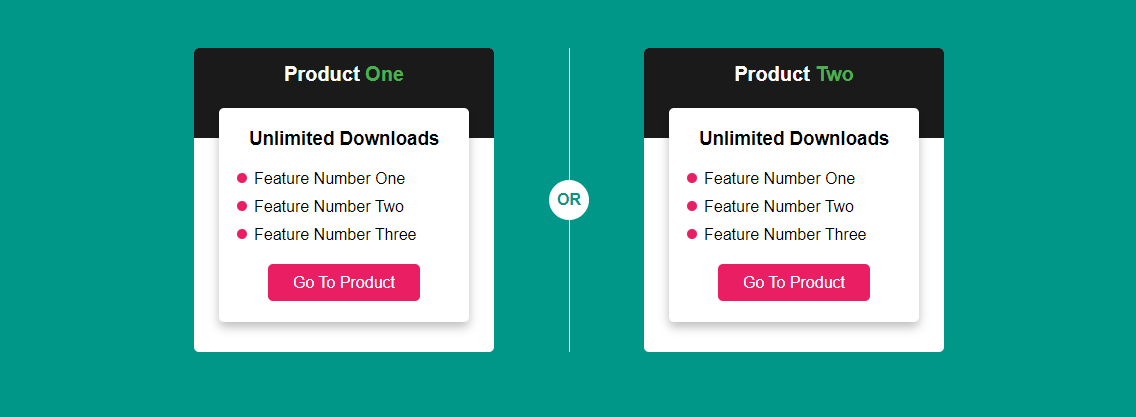 Product One
Unlimited Downloads
Feature Number One
Feature Number Two
Feature Number Three
Go To Product
OR
Product Two
Unlimited Downloads
Feature Number One
Feature Number Two
Feature Number Three
Go To Product